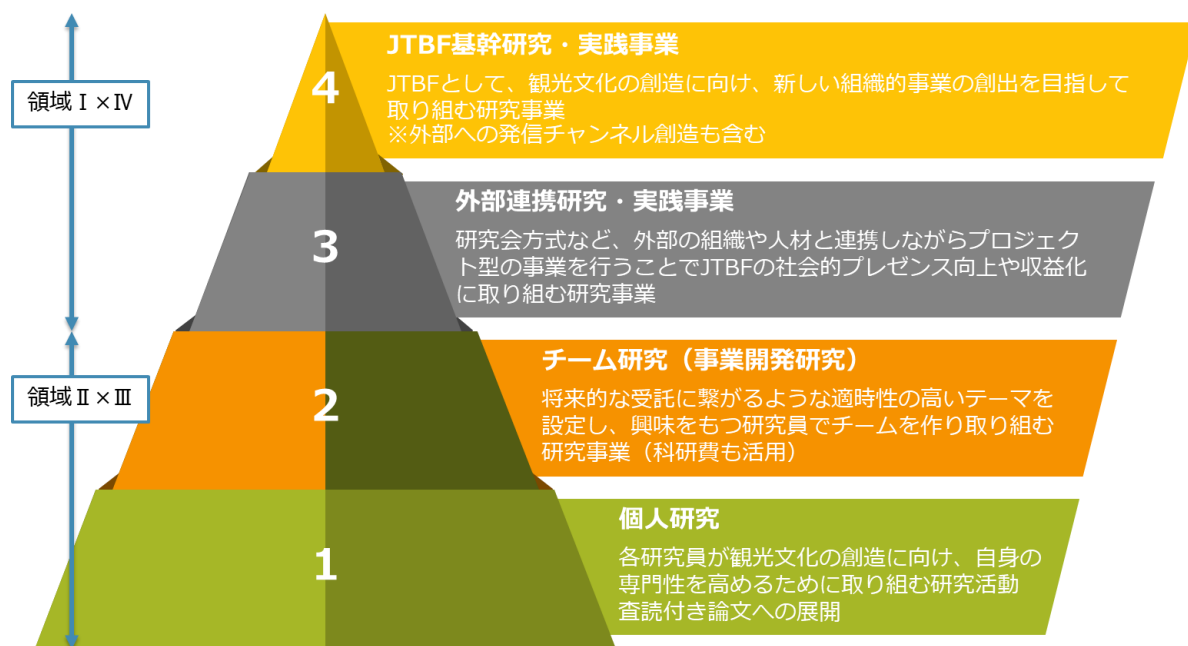 領域Ⅰ×Ⅳ
4
JTBF基幹研究・実践事業
JTBFとして、観光文化の創造に向け、新しい組織的事業の創出を目指して
取り組む研究事業
※外部への発信チャンネル創造も含む
3
外部連携研究・実践事業
研究会方式など、外部の組織や人材と連携しながらプロジェク
ト型の事業を行うことでJTBFの社会的プレゼンス向上や収益化
に取り組む研究事業
領域Ⅱ×Ⅲ
2
チーム研究（事業開発研究）
将来的な受託に繋がるような適時性の高いテーマを
設定し、興味をもつ研究員でチームを作り取り組む
研究事業（科研費も活用）
1
個人研究
各研究員が観光文化の創造に向け、自身の
専門性を高めるために取り組む研究活動
査読付き論文への展開